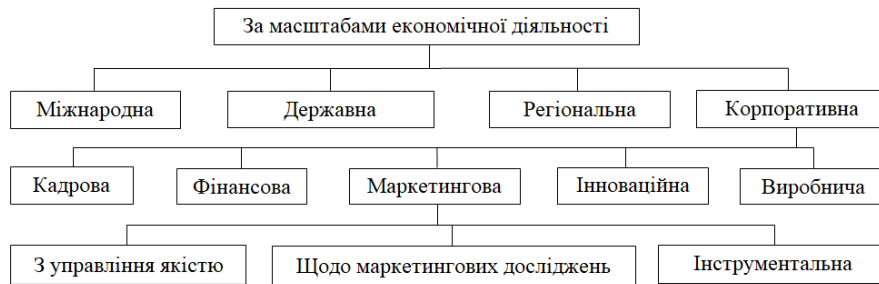 За масштабами економічної діяльності
Міжнародна
Державна
Регіональна
Корпоративна
Кадрова
Фінансова
Маркетингова
Інноваційна
Виробнича
З управління якістю
Щодо маркетингових досліджень
Інструментальна